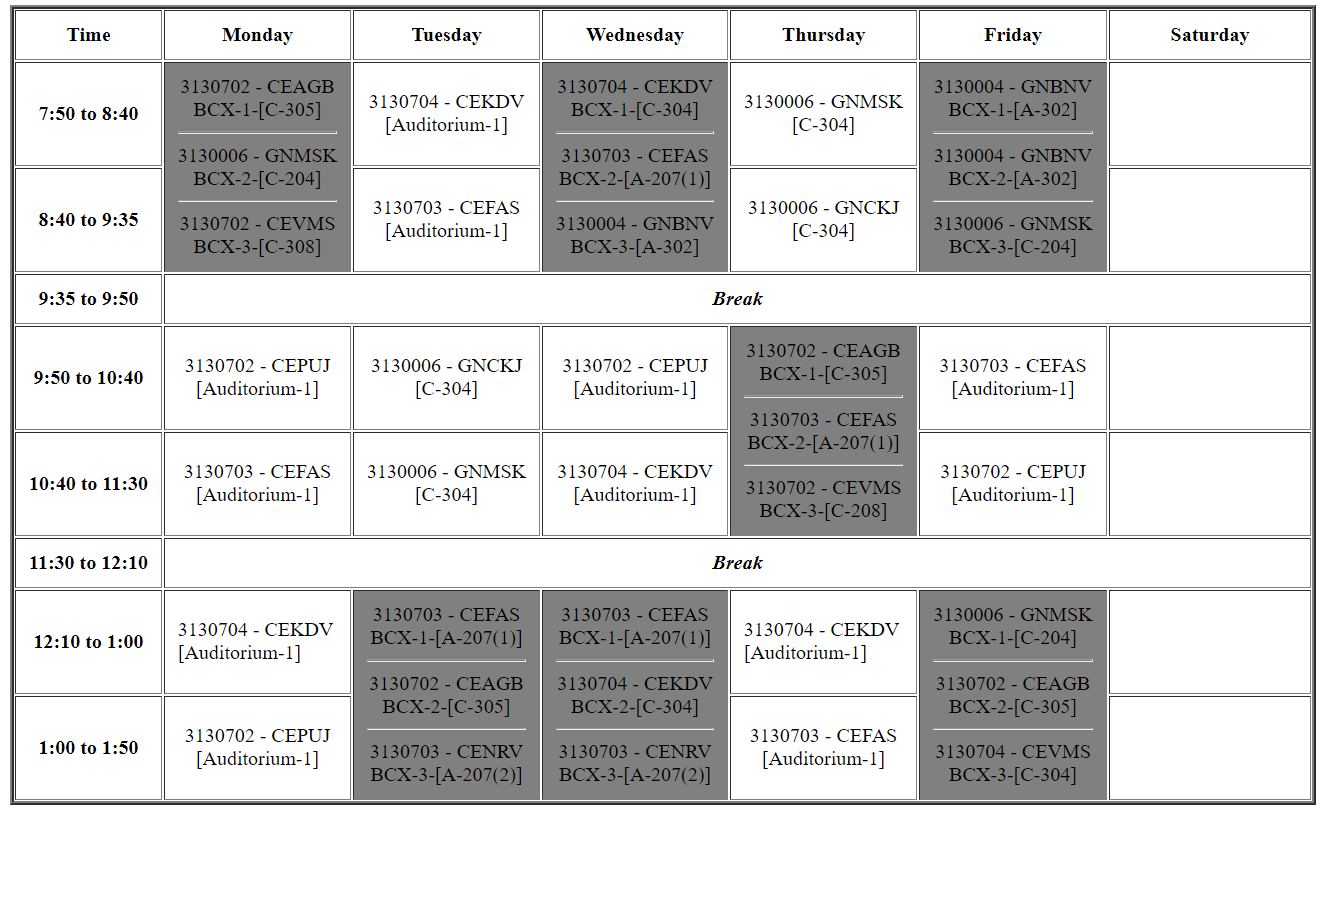 Time Monday Tuesday Wednesday Thursday Friday Saturday
7:50 to 8:40
3130702 - CEAGB
BCX-1-[C-305]
3130006 - GNMSK
BCX-2-[C-204]
3130702 - CEVMS
BCX-3-[C-308]
3130704 - CEKDV
[Auditorium-1]
3130704 - CEKDV
BCX-1-[C-304]
3130703 - CEFAS
BCX-2-[A-207(1)]
3130004 - GNBNV
BCX-3-[A-302]
3130006 - GNMSK
[C-304]
3130004 - GNBNV
BCX-1-[A-302]
3130004 - GNBNV
BCX-2-[A-302]
3130006 - GNMSK
BCX-3-[C-204]
8:40 to 9:35
3130703 - CEFAS
[Auditorium-1]
3130006 - GNCKJ
[C-304]
9:35 to 9:50
Break
9:50 to 10:40
3130702 - CEPUJ
[Auditorium-1]
3130006 - GNCKJ
[C-304]
3130702 - CEPUJ
[Auditorium-1]
3130702 - CEAGB
BCX-1-[C-305]
3130703 - CEFAS
BCX-2-[A-207(1)]
3130702 - CEVMS
BCX-3-[C-208]
3130703 - CEFAS
[Auditorium-1]
10:40 to 11:30
3130703 - CEFAS
[Auditorium-1]
3130006 - GNMSK
[C-304]
3130704 - CEKDV
[Auditorium-1]
3130702 - CEPUJ
[Auditorium-1]
11:30 to 12:10
Break
12:10 to 1:00
3130704 - CEKDV
[Auditorium-1]
3130703 - CEFAS
BCX-1-[A-207(1)]
3130702 - CEAGB
BCX-2-[C-305]
3130703 - CENRV
BCX-3-[A-207(2)]
3130703 - CEFAS
BCX-1-[A-207(1)]
3130704 - CEKDV
BCX-2-[C-304]
3130703 - CENRV
BCX-3-[A-207(2)]
3130704 - CEKDV
[Auditorium-1]
3130006 - GNMSK
BCX-1-[C-204]
3130702 - CEAGB
BCX-2-[C-305]
3130704 - CEVMS
BCX-3-[C-304]
1:00 to 1:50
3130702 - CEPUJ
[Auditorium-1]
3130703 - CEFAS
[Auditorium-1]